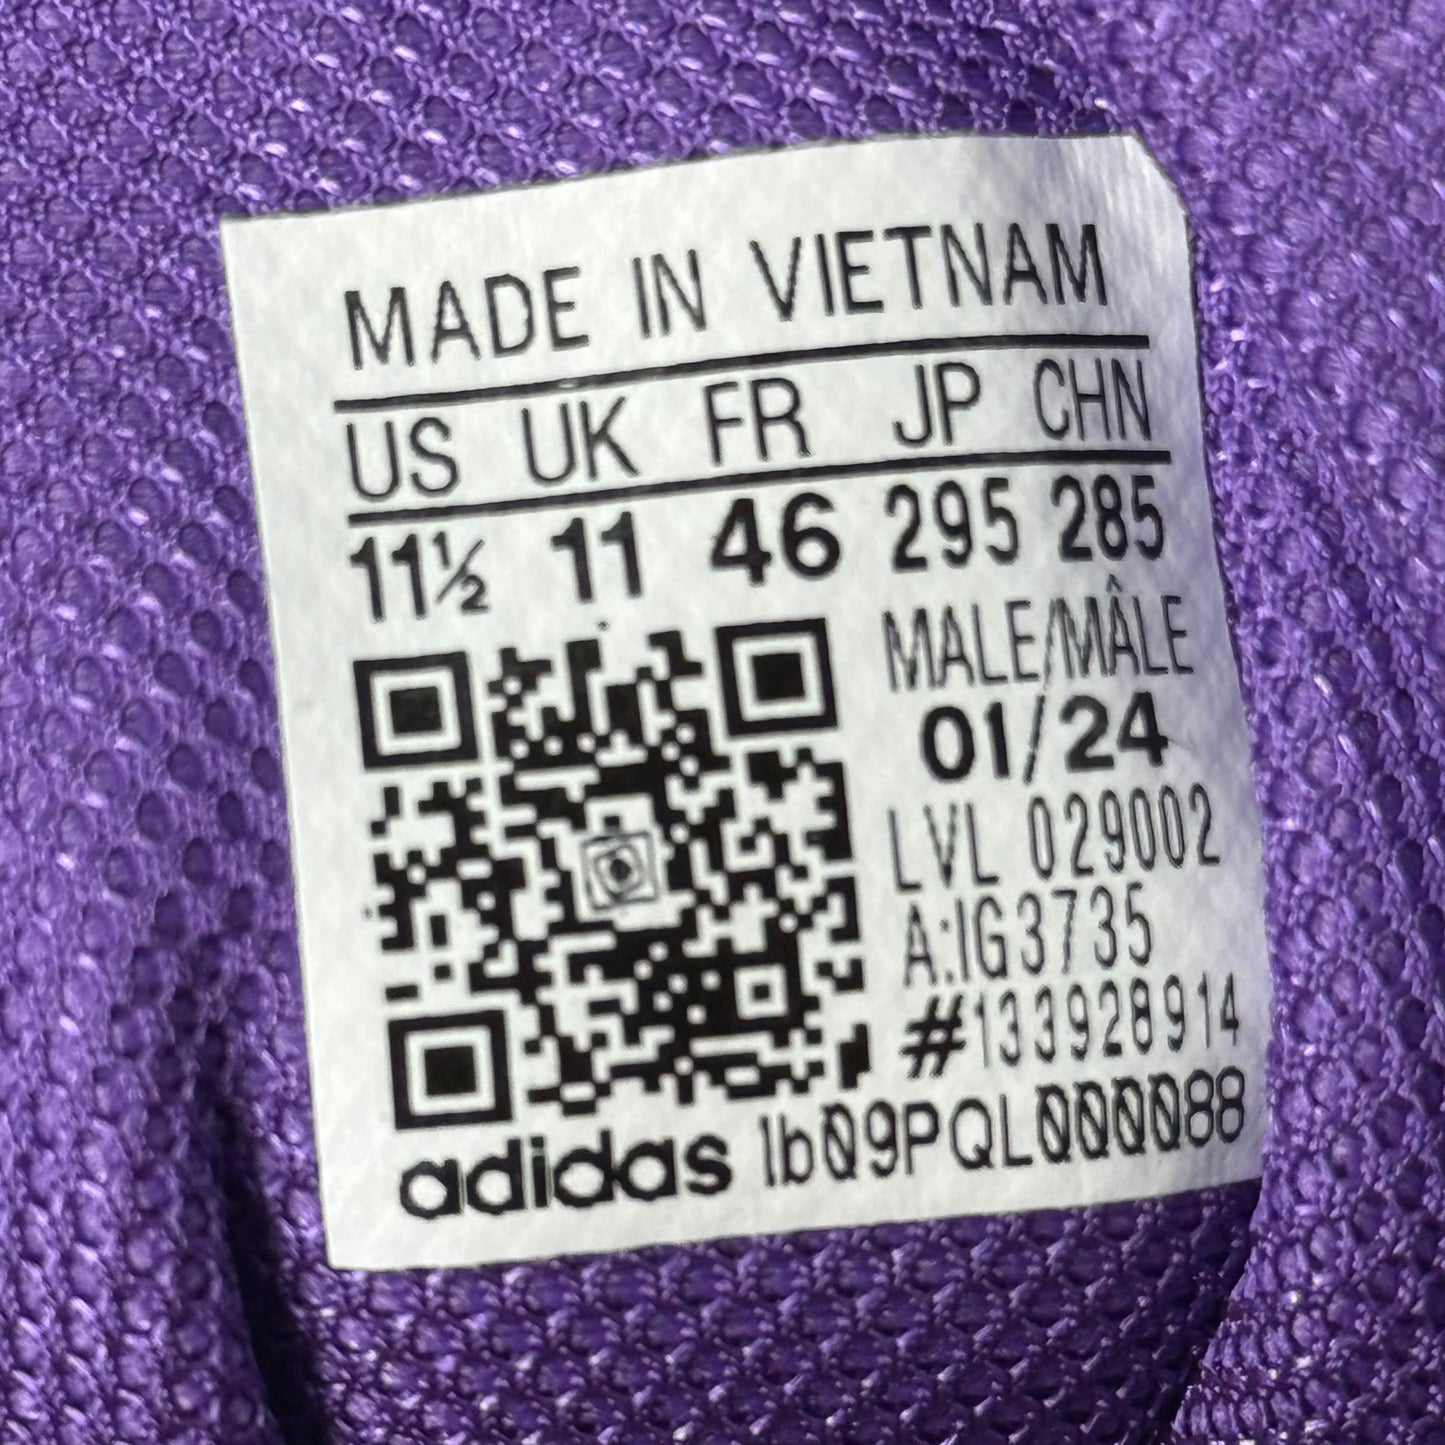 MADE IN VIETNAM
US UK FR JP CHN
11½ 11 46 295 285
MALE/MÂLE
01/24
LVL 029002
A:IG3735
#133928914
adidas lb09PQL000088